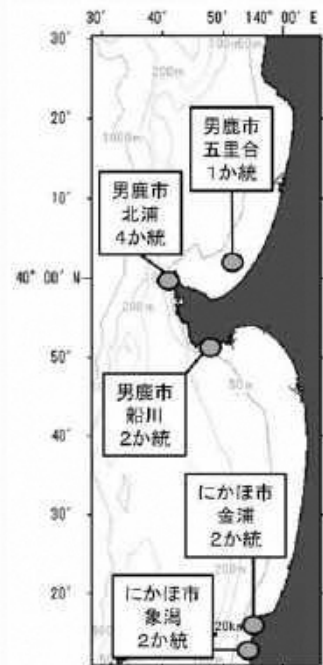 30′ 40′ 50′ 140° 00′ E
30′
20′
10′
40° 00′ N
50′
40′
30′
20′
100m
200m
1000m
男鹿市
五里合
1か統
男鹿市
北浦
4か統
200m
男鹿市
船川
2か統
50m
にかほ市
金浦
2か統
200m
にかほ市
象潟
2か統
20km